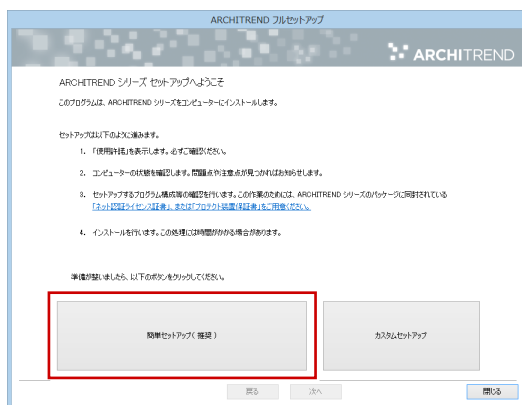 ARCHITREND フルセットアップ
ARCHITREND
ARCHITREND シリーズ セットアップへようこそ
このプログラムは、ARCHITREND シリーズをコンピューターにインストールします。
セットアップは以下のように進みます。
1. 「使用許諾」を表示します。必ずご確認ください。
2. コンピューターの状態を確認します。問題点や注意点が見つかればお知らせします。
3. セットアップするプログラム構成等の確認を行います。この作業のためには、ARCHITREND シリーズのパッケージに同封されている
「ネット認証ライセンス証書」、または「プロテクト装置保証書」をご用意ください。
4. インストールを行います。この処理には時間がかかる場合があります。
準備が整いましたら、以下のボタンをクリックしてください。
簡単セットアップ( 推奨 )
カスタムセットアップ
戻る
次へ
閉じる